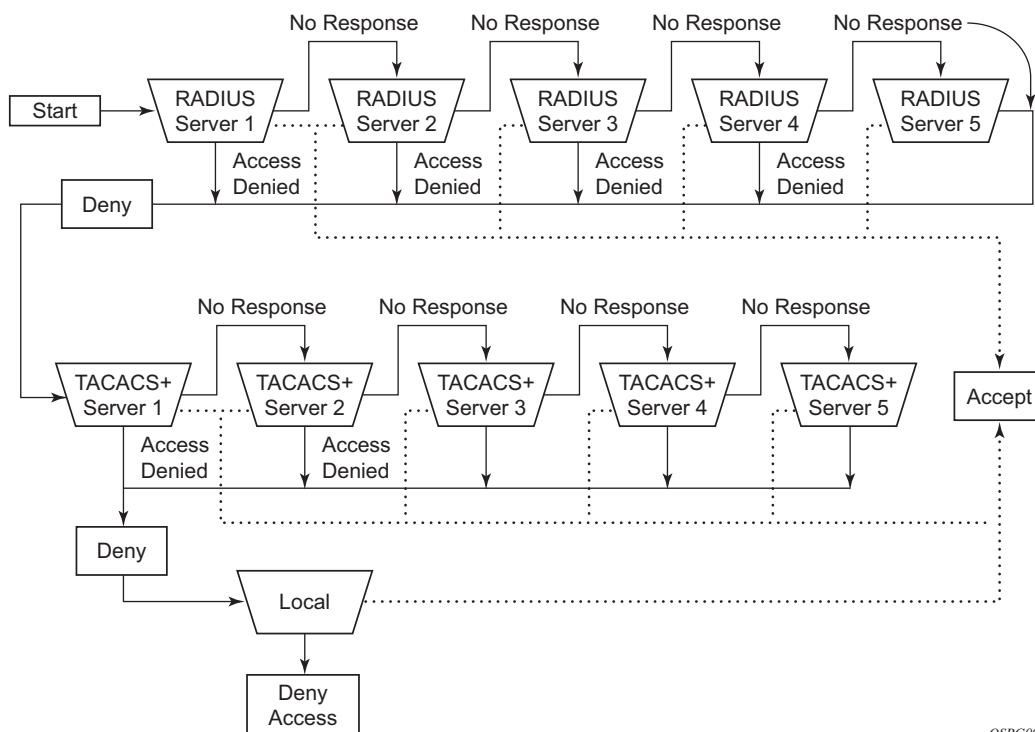 No Response
No Response
No Response
No Response
No Response
Start
RADIUS
Server 1
RADIUS
Server 2
RADIUS
Server 3
RADIUS
Server 4
RADIUS
Server 5
Access
Denied
Access
Denied
Access
Denied
Access
Denied
Deny
No Response
No Response
No Response
No Response
TACACS+
Server 1
TACACS+
Server 2
TACACS+
Server 3
TACACS+
Server 4
TACACS+
Server 5
Accept
Access
Denied
Access
Denied
Deny
Local
Deny
Access